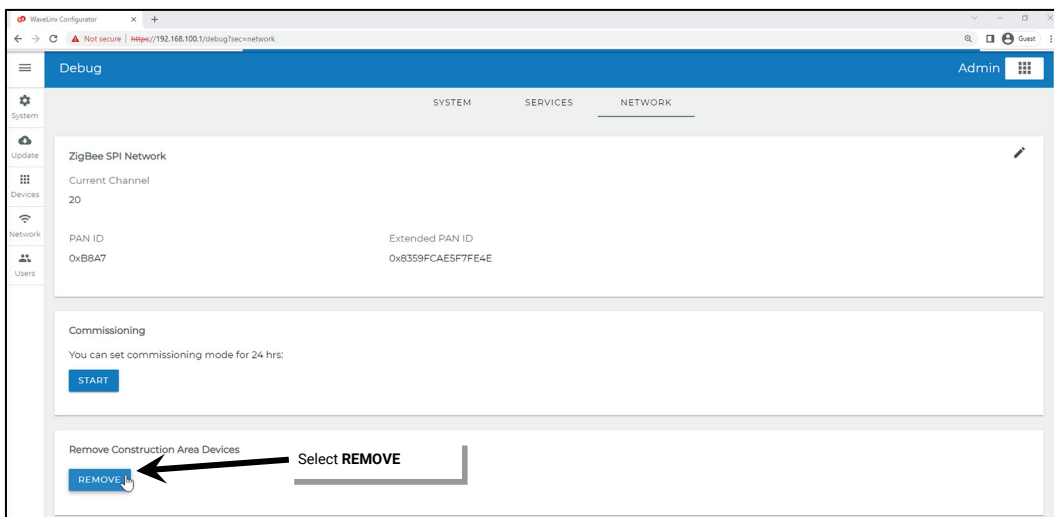 WaveLinx Configurator
Not secure https://192.168.100.1/debug?sec=network Guest
Debug Admin
SYSTEM SERVICES NETWORK
System
Update
Devices
Network
Users
ZigBee SPI Network
Current Channel
20
PAN ID Extended PAN ID
0xB8A7 0x8359FCAE5F7FE4E
Commissioning
You can set commissioning mode for 24 hrs:
START
Remove Construction Area Devices
Select REMOVE
REMOVE